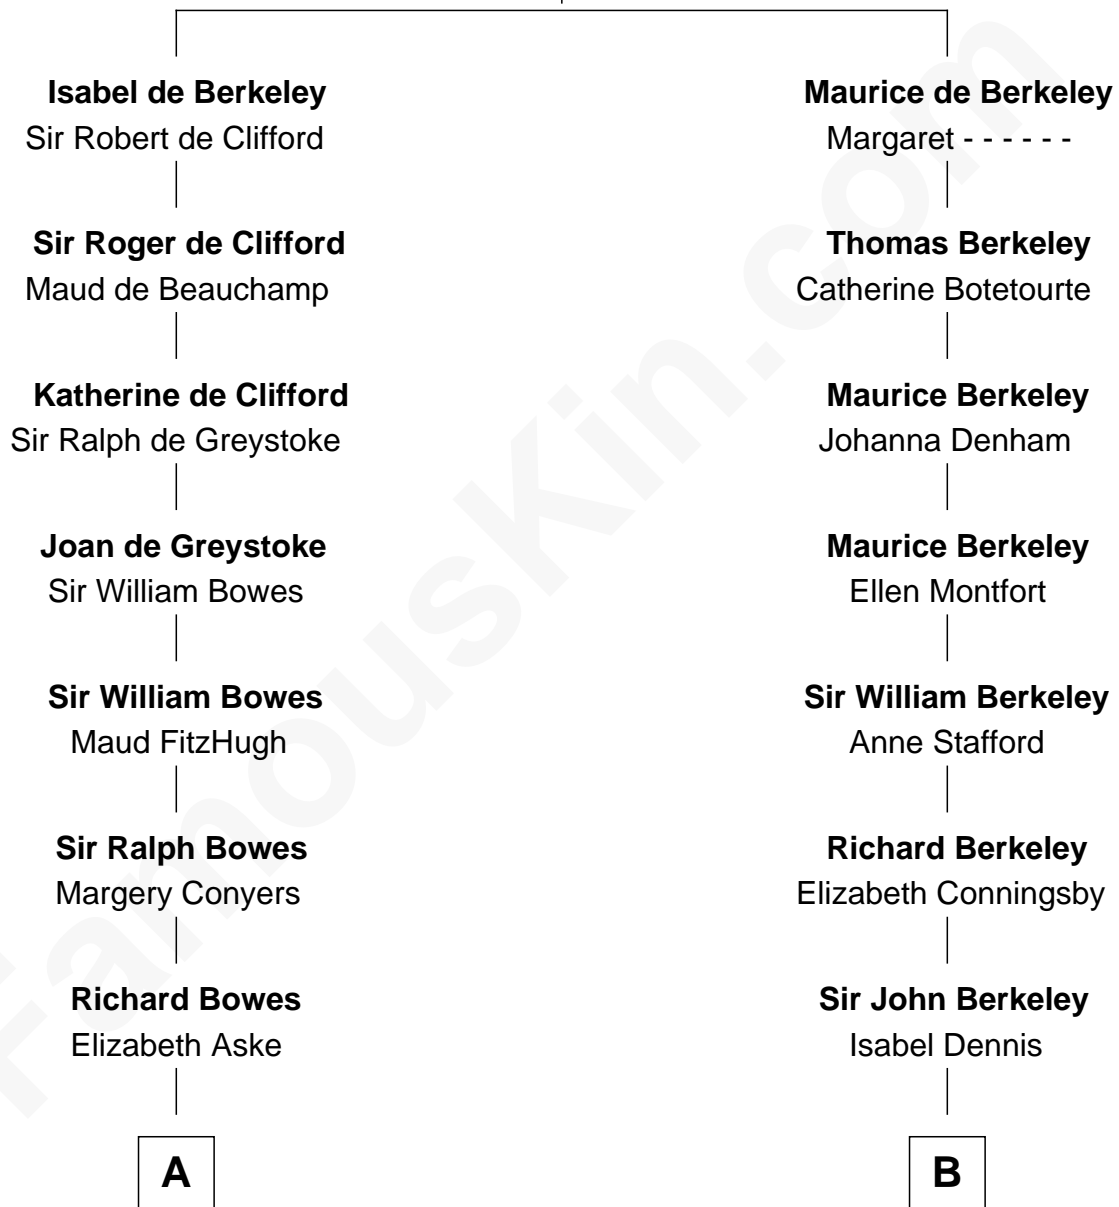 Isabel de Berkeley
Sir Robert de Clifford
Maurice de Berkeley
Margaret - - - - - -
Sir Roger de Clifford
Maud de Beauchamp
Thomas Berkeley
Catherine Botetourte
Katherine de Clifford
Sir Ralph de Greystoke
Maurice Berkeley
Johanna Denham
Joan de Greystoke
Sir William Bowes
Maurice Berkeley
Ellen Montfort
Sir William Bowes
Maud FitzHugh
Sir William Berkeley
Anne Stafford
Sir Ralph Bowes
Margery Conyers
Richard Berkeley
Elizabeth Conningsby
Richard Bowes
Elizabeth Aske
Sir John Berkeley
Isabel Dennis
A
B
FamousKin.com